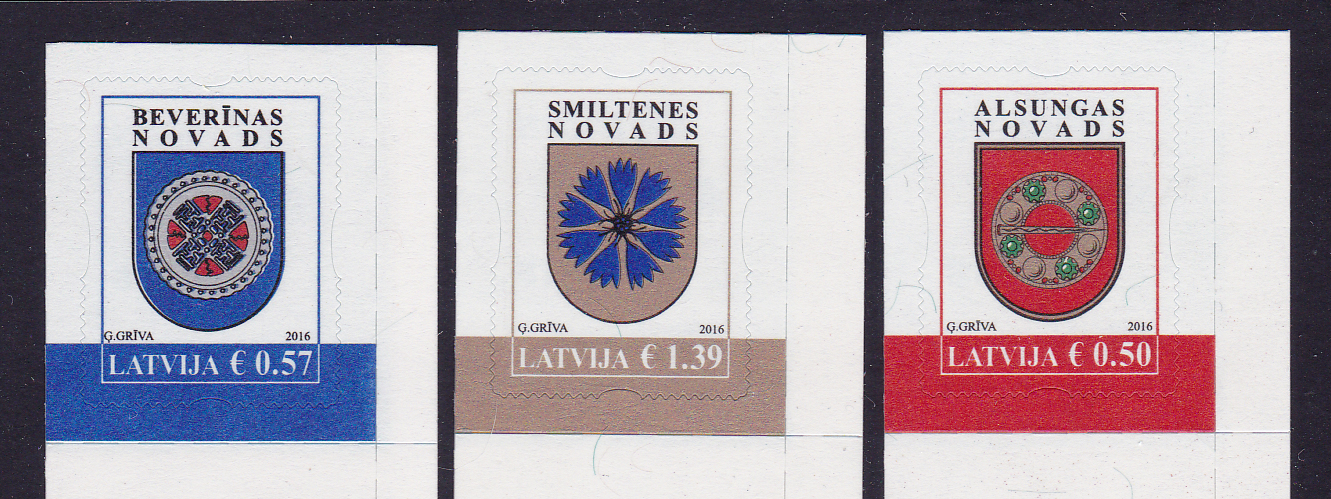 BEVERĪNAS
NOVADS
Ģ.GRĪVA 2016
LATVIJA € 0.57
SMILTENES
NOVADS
Ģ.GRĪVA 2016
LATVIJA € 1.39
ALSUNGAS
NOVADS
Ģ.GRĪVA 2016
LATVIJA € 0.50